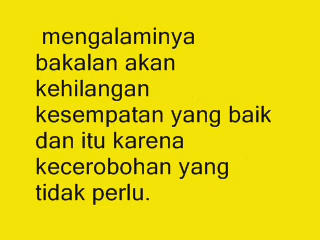 mengalaminya
bakalan akan
kehilangan
kesempatan yang baik
dan itu karena
kecerobohan yang
tidak perlu.